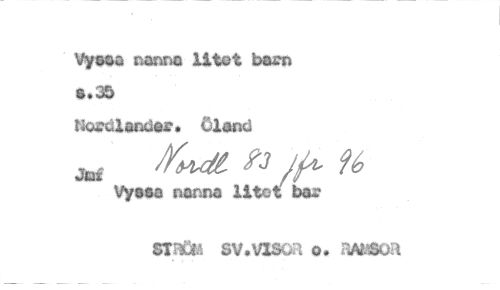 Vyssa nanna litet barn
s.35
Nordlander. Öland
Nordl 83 jfr 96
Jmf
Vyssa nanna litet bar
STRÖM SV.VISOR o. RAMSOR